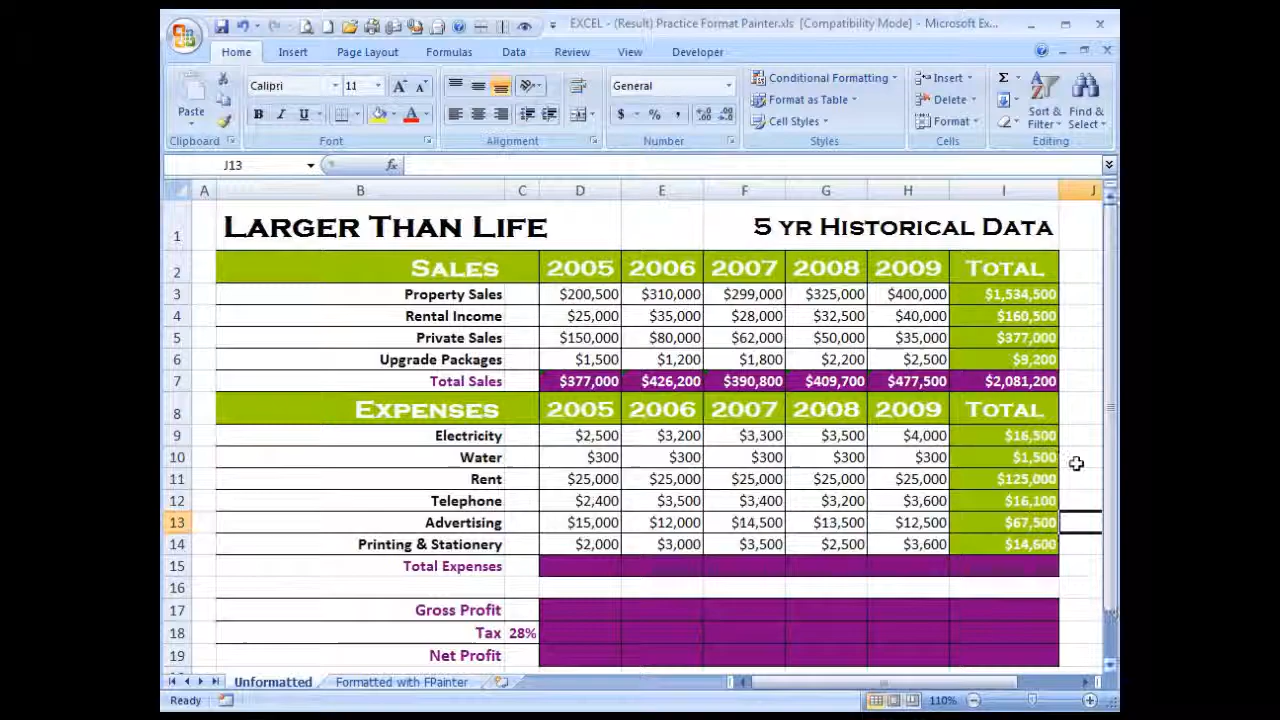 EXCEL - (Result) Practice Format Painter.xls [Compatibility Mode] - Microsoft Ex...
Home Insert Page Layout Formulas Data Review View Developer
Paste Calibri 11 General Conditional Formatting Insert
B I U $ % , Format as Table Delete Sort & Filter Find & Select
Cell Styles Format
Clipboard Font Alignment Number Styles Cells Editing
J13 fx
A B C D E F G H I J
1 LARGER THAN LIFE 5 YR HISTORICAL DATA
2 SALES 2005 2006 2007 2008 2009 TOTAL
3 Property Sales $200,500 $310,000 $299,000 $325,000 $400,000 $1,534,500
4 Rental Income $25,000 $35,000 $28,000 $32,500 $40,000 $160,500
5 Private Sales $150,000 $80,000 $62,000 $50,000 $35,000 $377,000
6 Upgrade Packages $1,500 $1,200 $1,800 $2,200 $2,500 $9,200
7 Total Sales $377,000 $426,200 $390,800 $409,700 $477,500 $2,081,200
8 EXPENSES 2005 2006 2007 2008 2009 TOTAL
9 Electricity $2,500 $3,200 $3,300 $3,500 $4,000 $16,500
10 Water $300 $300 $300 $300 $300 $1,500
11 Rent $25,000 $25,000 $25,000 $25,000 $25,000 $125,000
12 Telephone $2,400 $3,500 $3,400 $3,200 $3,600 $16,100
13 Advertising $15,000 $12,000 $14,500 $13,500 $12,500 $67,500
14 Printing & Stationery $2,000 $3,000 $3,500 $2,500 $3,600 $14,600
15 Total Expenses
16
17 Gross Profit
18 Tax 28%
19 Net Profit
Unformatted Formatted with FPainter
Ready 110%